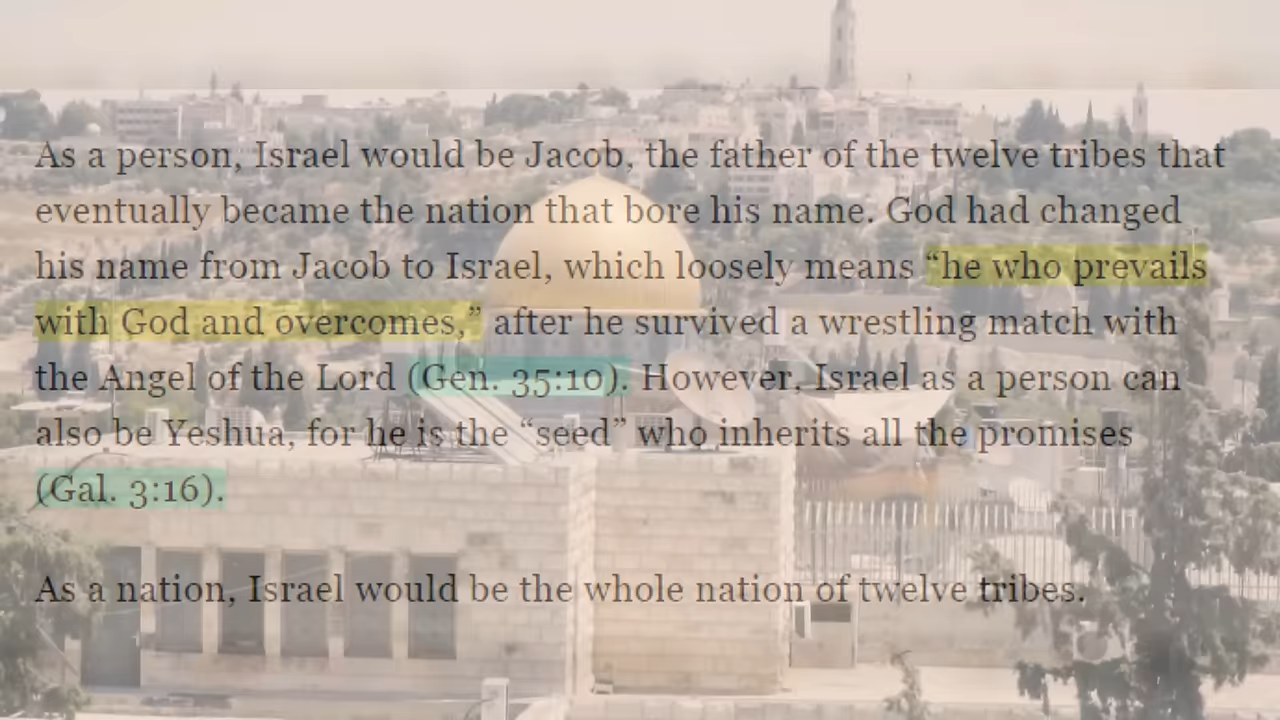 As a person, Israel would be Jacob, the father of the twelve tribes that
eventually became the nation that bore his name. God had changed
his name from Jacob to Israel, which loosely means “he who prevails
with God and overcomes,” after he survived a wrestling match with
the Angel of the Lord (Gen. 35:10). However, Israel as a person can
also be Yeshua, for he is the “seed” who inherits all the promises
(Gal. 3:16).
As a nation, Israel would be the whole nation of twelve tribes.